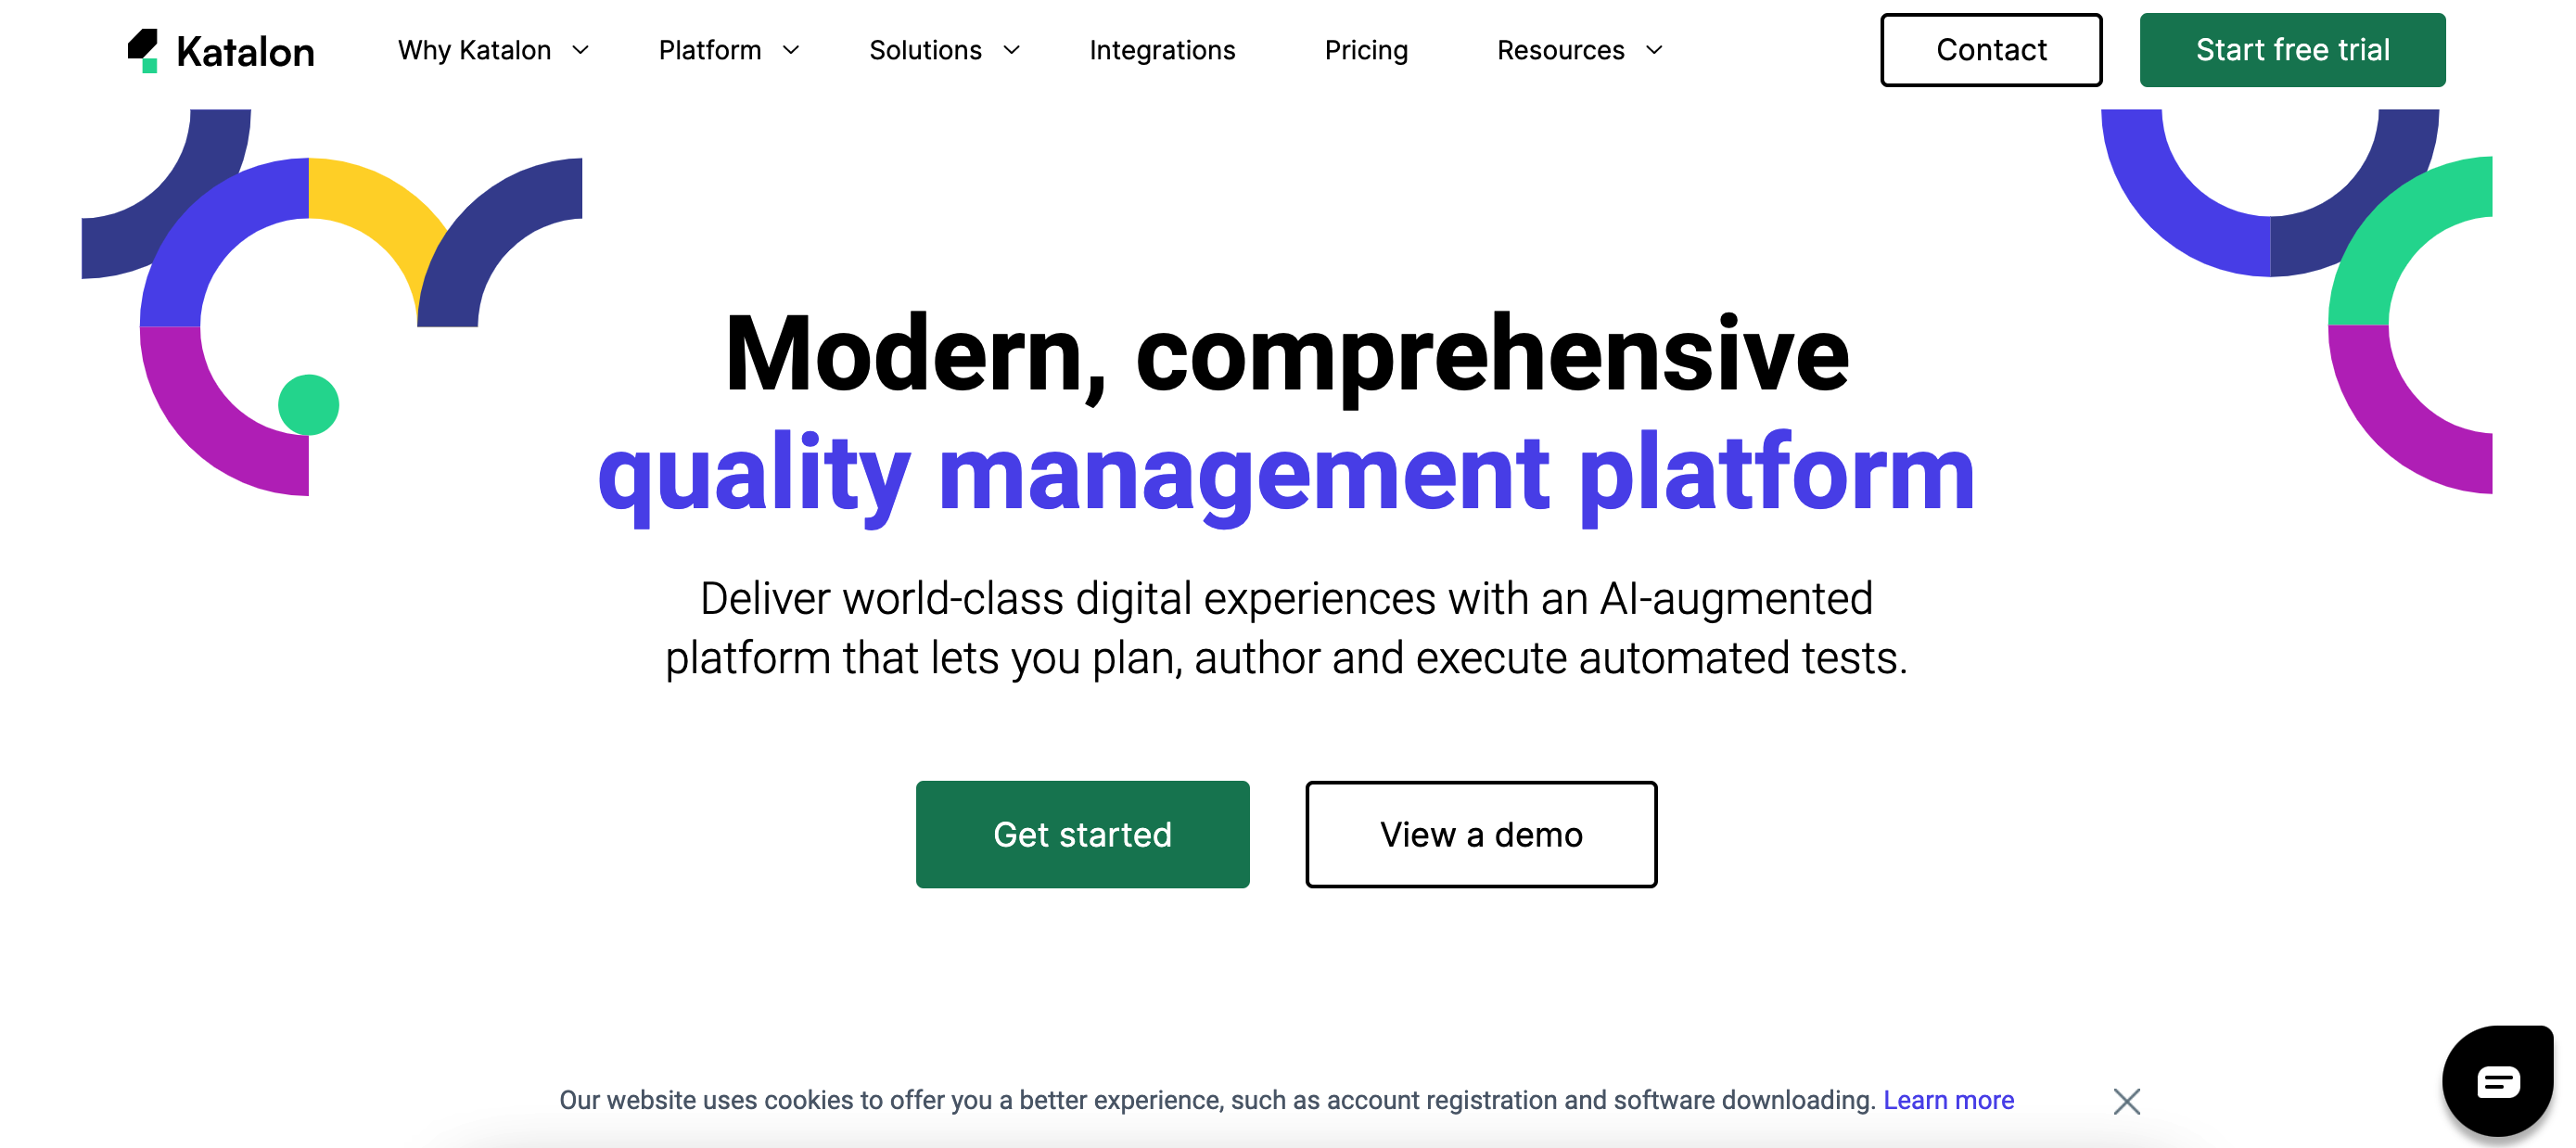 Katalon
Why Katalon
Platform
Solutions
Integrations
Pricing
Resources
Contact
Start free trial
Modern, comprehensive
quality management platform
Deliver world-class digital experiences with an AI-augmented
platform that lets you plan, author and execute automated tests.
Get started
View a demo
Our website uses cookies to offer you a better experience, such as account registration and software downloading. Learn more